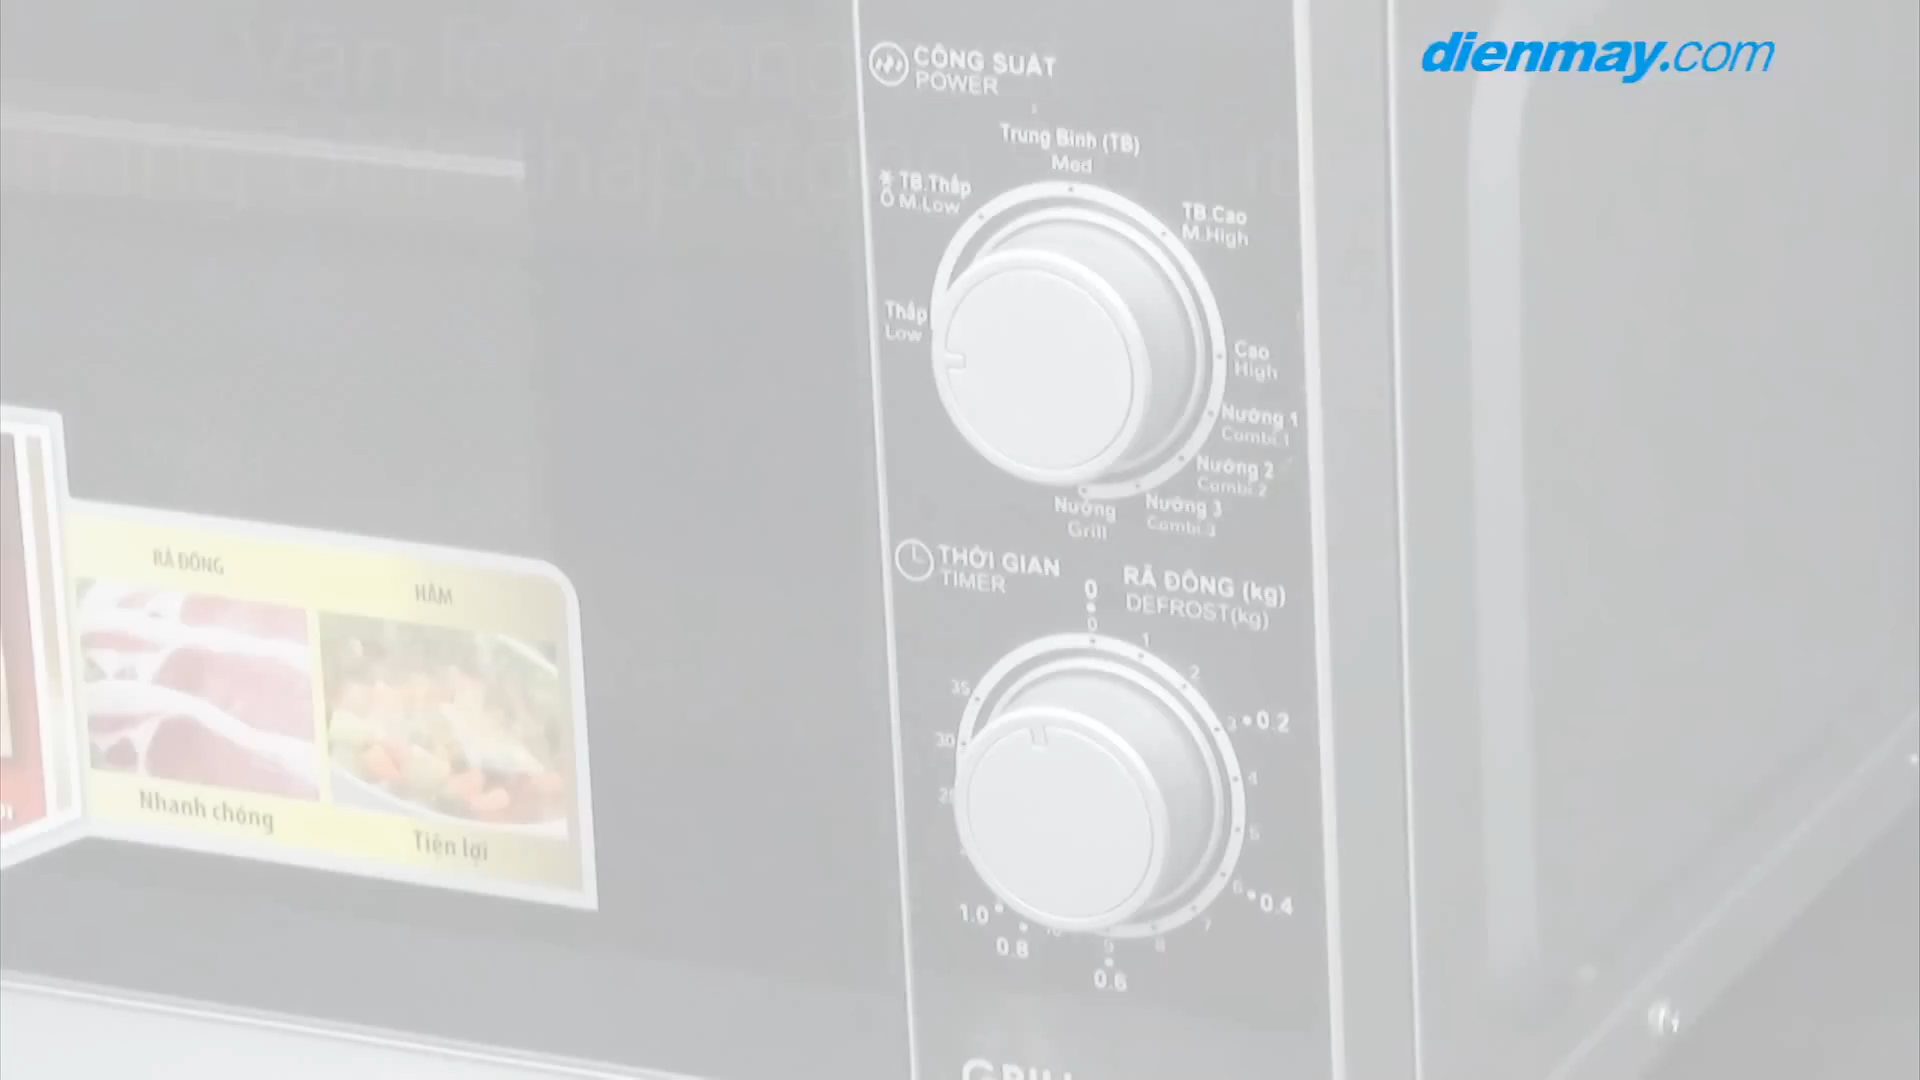 dienmay.com
CÔNG SUẤT
POWER
Trung Bình (TB)
Med
TB.Thấp
M.Low
TB.Cao
M.High
Thấp
Low
Cao
High
Nướng 1
Combi.1
Nướng 2
Combi.2
Nướng 3
Combi.3
Nướng
Grill
THỜI GIAN
TIMER
RÃ ĐÔNG (kg)
DEFROST(kg)
0
0
1
2
3
0.2
4
5
6
0.4
7
8
9
0.6
10
0.8
1.0
30
35
RÃ ĐÔNG
HÂM
Nhanh chóng
Tiện lợi